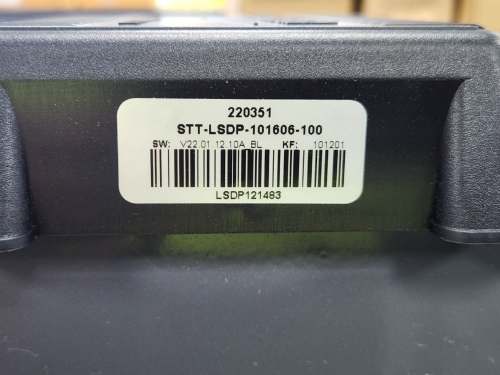 220351
STT-LSDP-101606-100
SW: V22.01.12.10A_BL KF: 101201
LSDP121483